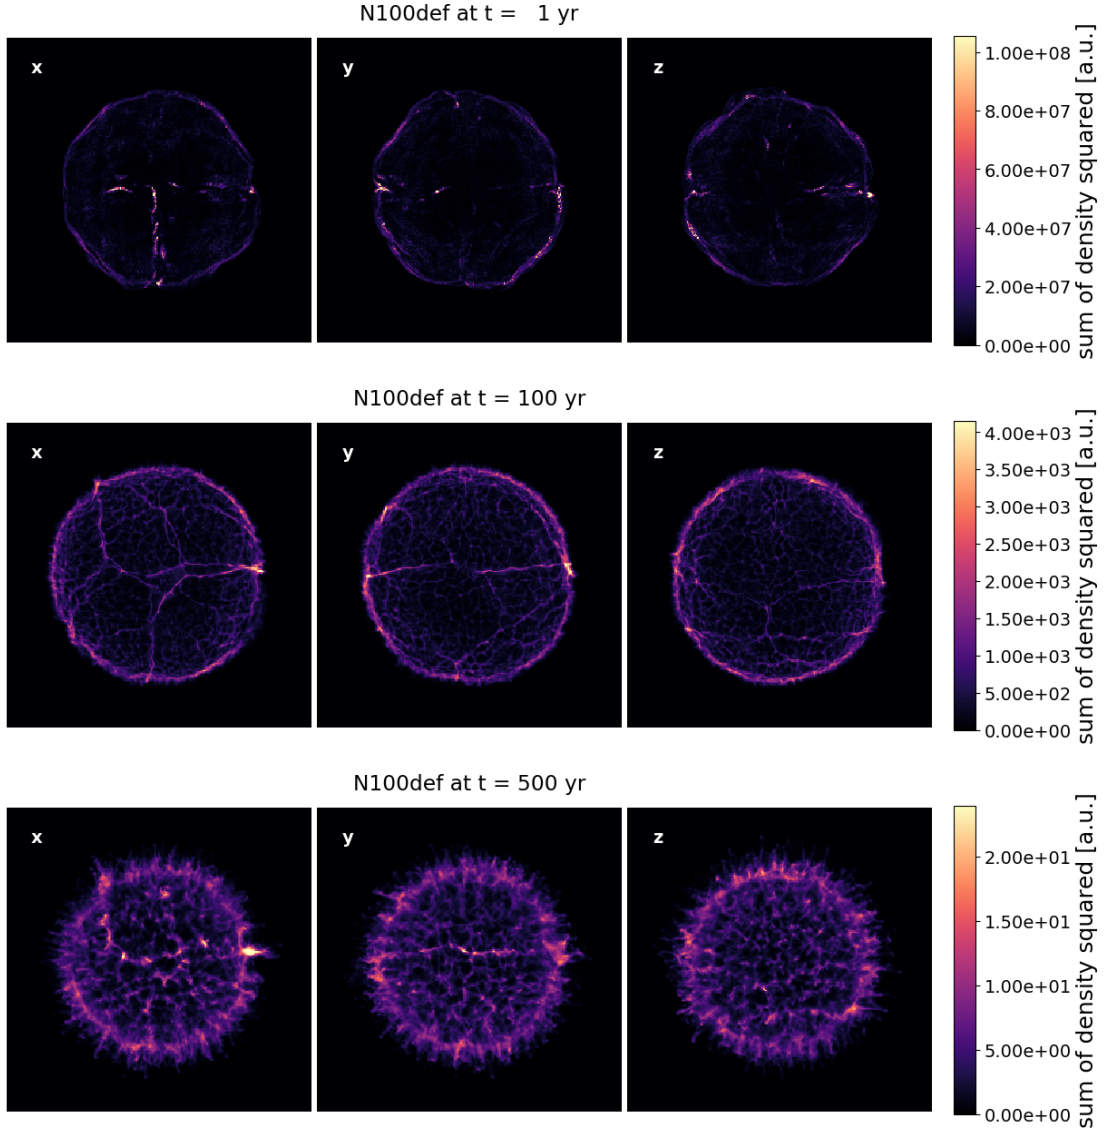 N100def at t =   1 yr
x
y
z
1.00e+08
8.00e+07
6.00e+07
4.00e+07
2.00e+07
0.00e+00
sum of density squared [a.u.]
N100def at t = 100 yr
x
y
z
4.00e+03
3.50e+03
3.00e+03
2.50e+03
2.00e+03
1.50e+03
1.00e+03
5.00e+02
0.00e+00
sum of density squared [a.u.]
N100def at t = 500 yr
x
y
z
2.00e+01
1.50e+01
1.00e+01
5.00e+00
0.00e+00
sum of density squared [a.u.]